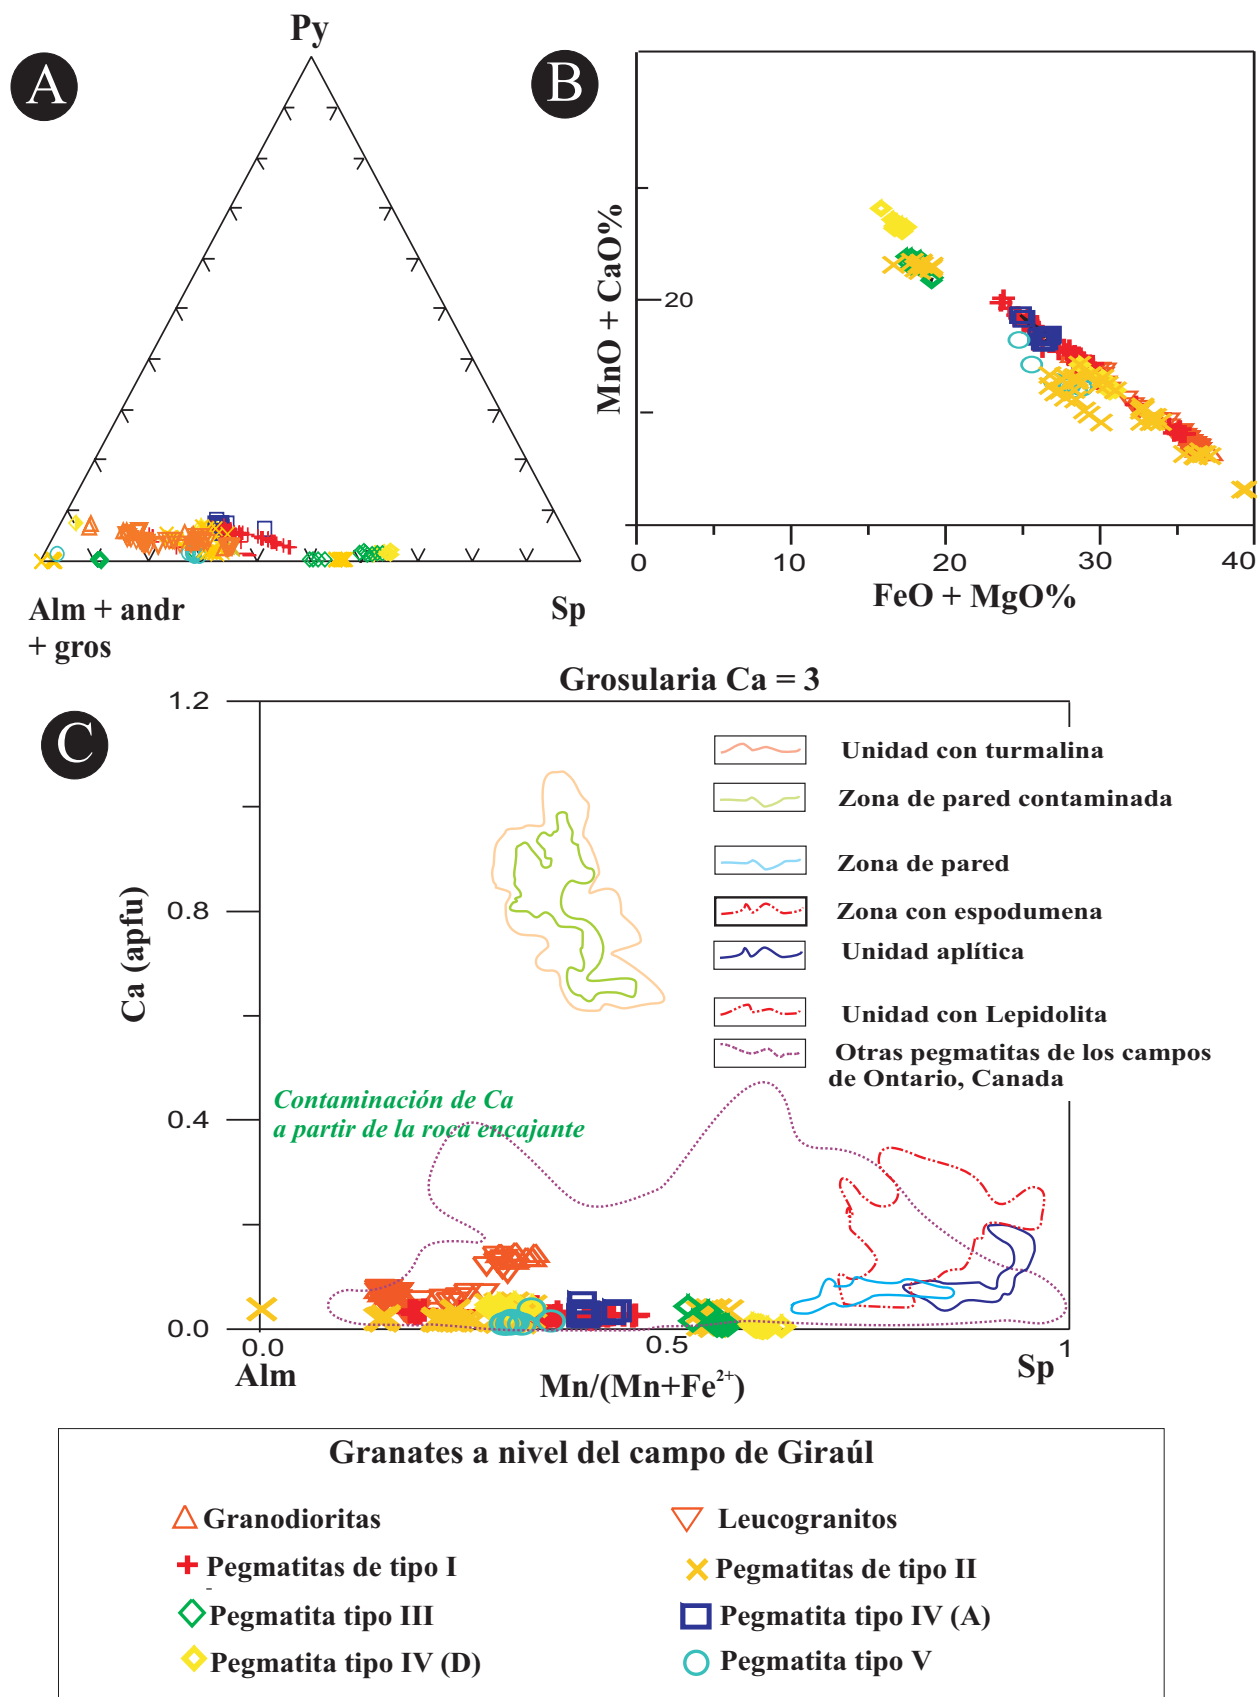 A
Py
Alm + andr
+ gros
Sp
B
MnO + CaO%
20
0
10
20
30
40
FeO + MgO%
C
Grosularia Ca = 3
1.2
0.8
0.4
0.0
Ca (apfu)
Unidad con turmalina
Zona de pared contaminada
Zona de pared
Zona con espodumena
Unidad aplítica
Unidad con Lepidolita
Otras pegmatitas de los campos
de Ontario, Canada
Contaminación de Ca
a partir de la roca encajante
0.0
0.5
1
Alm
Mn/(Mn+Fe²⁺)
Sp
Granates a nivel del campo de Giraúl
Granodioritas
Leucogranitos
Pegmatitas de tipo I
Pegmatitas de tipo II
Pegmatita tipo III
Pegmatita tipo IV (A)
Pegmatita tipo IV (D)
Pegmatita tipo V